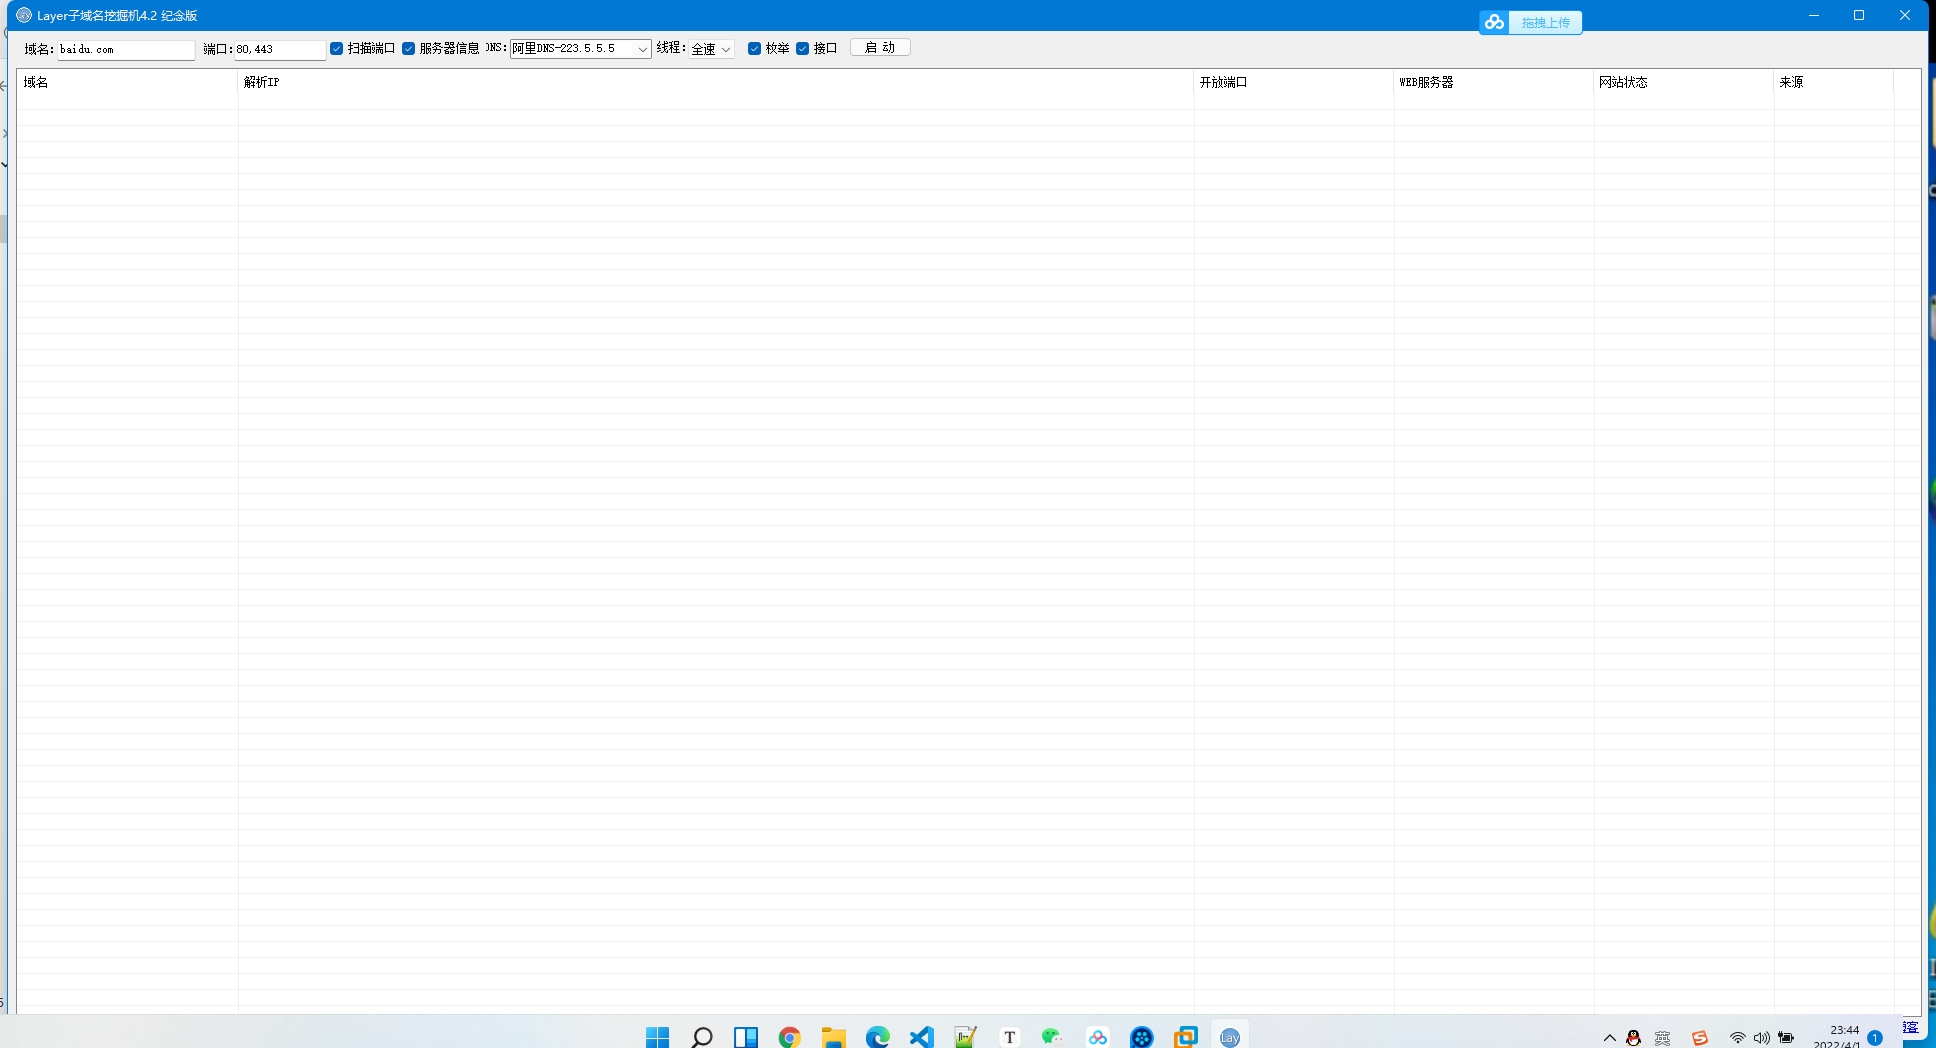 Layer子域名挖掘机4.2 纪念版
拖拽上传
域名: baidu.com 端口: 80,443 扫描端口 服务器信息 DNS: 阿里DNS-223.5.5.5 线程: 全速 枚举 接口 启 动
域名 解析IP 开放端口 WEB服务器 网站状态 来源
T
Lay
英
23:44
2022/4/1
1